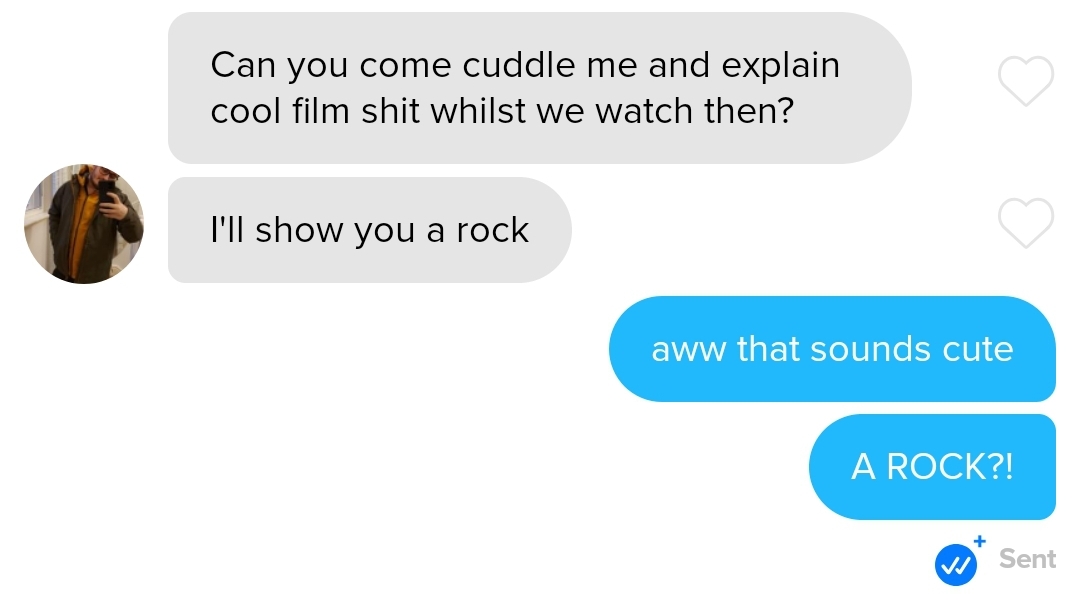 Can you come cuddle me and explain
cool film shit whilst we watch then?
I'll show you a rock
aww that sounds cute
A ROCK?!
Sent